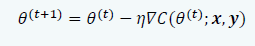 θ^(t+1) = θ^(t) − η∇C(θ^(t); x, y)